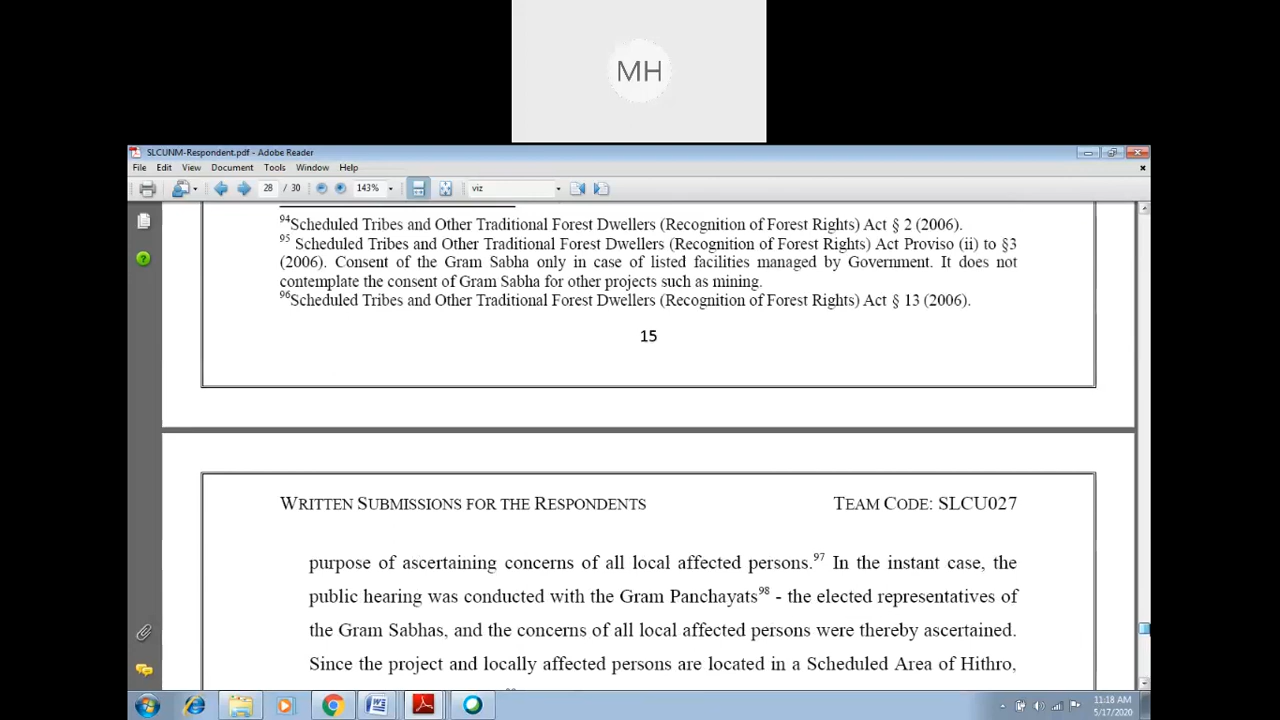 MH
SLCUNM-Respondent.pdf - Adobe Reader
File Edit View Document Tools Window Help
28 / 30 143% viz
94Scheduled Tribes and Other Traditional Forest Dwellers (Recognition of Forest Rights) Act § 2 (2006).
95 Scheduled Tribes and Other Traditional Forest Dwellers (Recognition of Forest Rights) Act Proviso (ii) to §3
(2006). Consent of the Gram Sabha only in case of listed facilities managed by Government. It does not
contemplate the consent of Gram Sabha for other projects such as mining.
96Scheduled Tribes and Other Traditional Forest Dwellers (Recognition of Forest Rights) Act § 13 (2006).
15
WRITTEN SUBMISSIONS FOR THE RESPONDENTS TEAM CODE: SLCU027
purpose of ascertaining concerns of all local affected persons.97 In the instant case, the
public hearing was conducted with the Gram Panchayats98 - the elected representatives of
the Gram Sabhas, and the concerns of all local affected persons were thereby ascertained.
Since the project and locally affected persons are located in a Scheduled Area of Hithro,
11:18 AM
5/17/2020